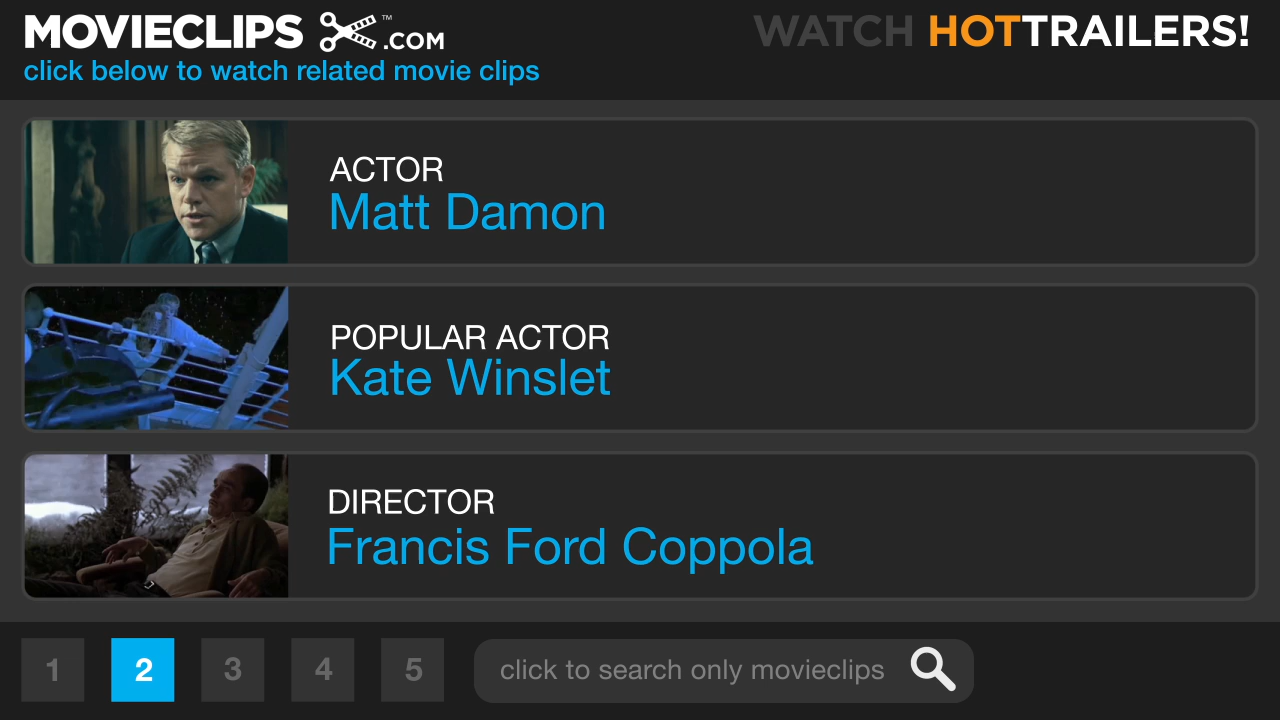 MOVIECLIPS ™ .COM
WATCH HOTTRAILERS!
click below to watch related movie clips
ACTOR
Matt Damon
POPULAR ACTOR
Kate Winslet
DIRECTOR
Francis Ford Coppola
1 2 3 4 5 click to search only movieclips